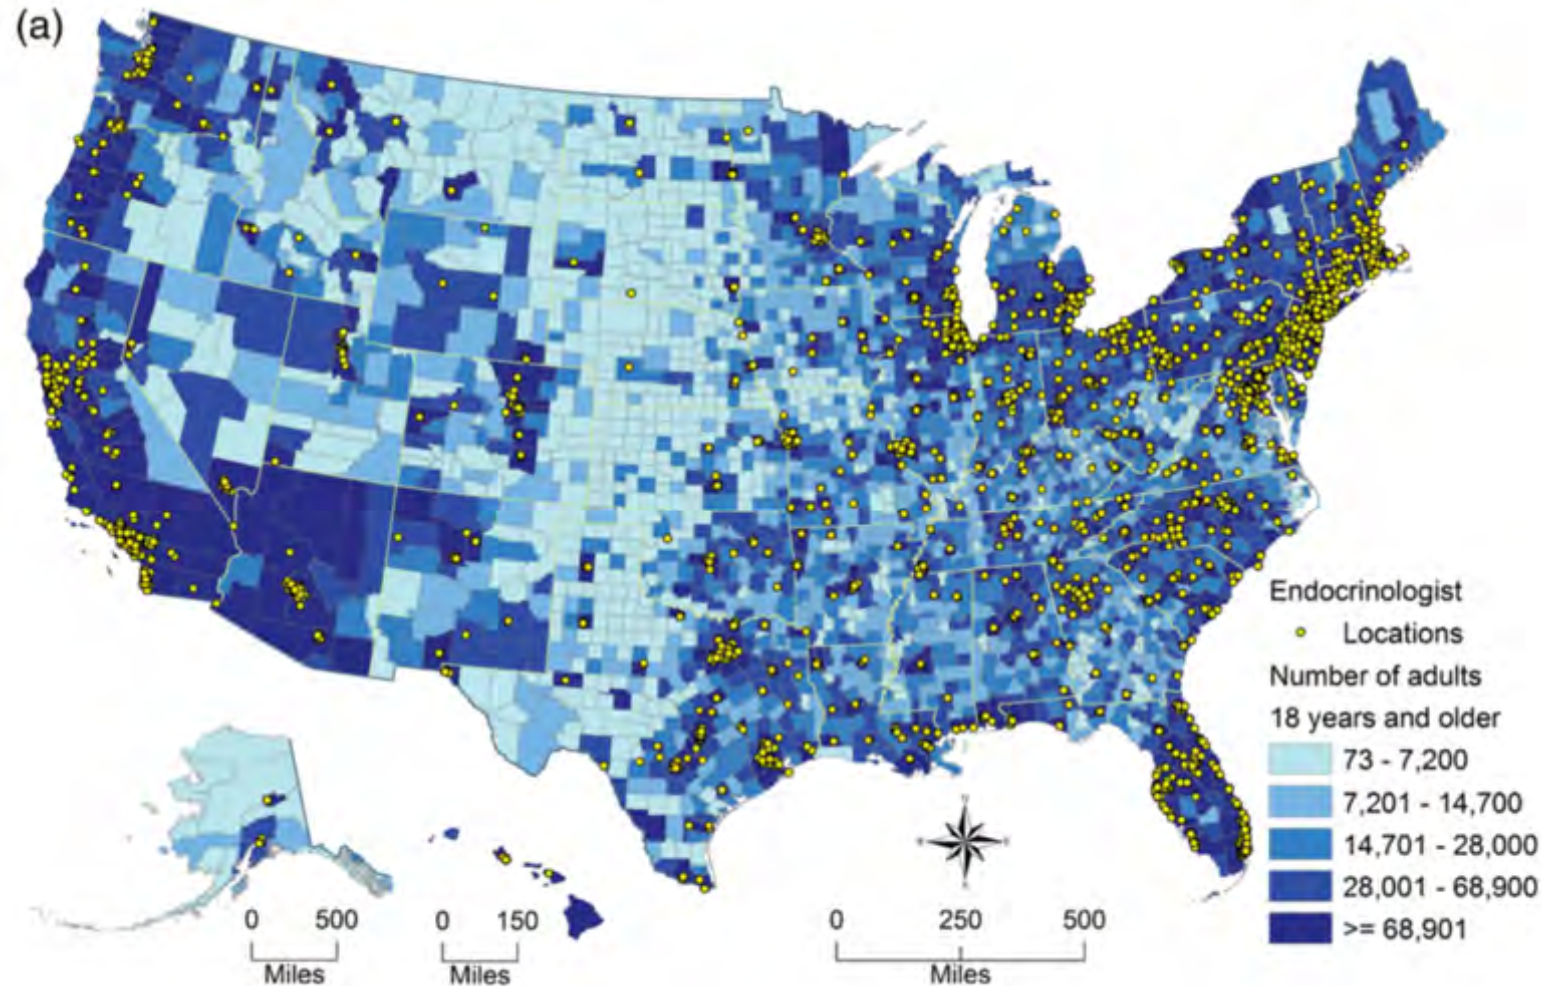 (a)
Endocrinologist
Locations
Number of adults
18 years and older
73 - 7,200
7,201 - 14,700
14,701 - 28,000
28,001 - 68,900
>= 68,901
0 500
Miles
0 150
Miles
0 250 500
Miles